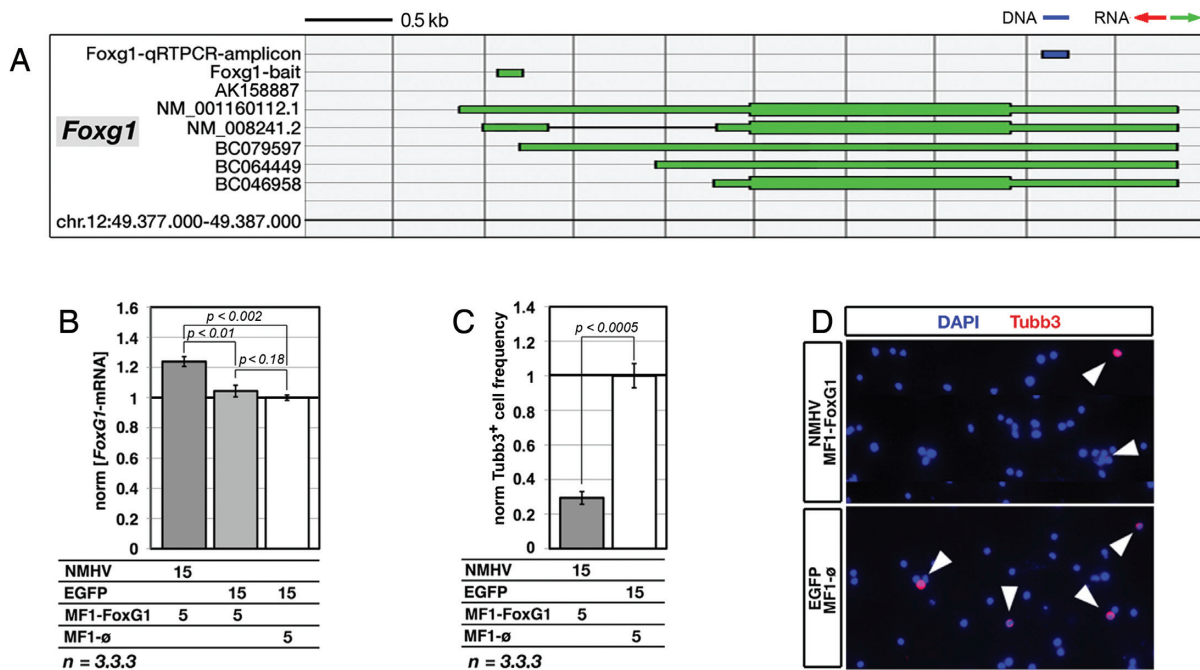 0.5 kb
DNA
RNA
A
Foxg1-qRTPCR-amplicon
Foxg1-bait
AK158887
NM_001160112.1
Foxg1
NM_008241.2
BC079597
BC064449
BC046958
chr.12:49.377.000-49.387.000
B
norm [FoxG1-mRNA]
1.6
1.4
1.2
1
0.8
0.6
0.4
0.2
0
p < 0.002
p < 0.01
p < 0.18
NMHV 15
EGFP 15 15
MF1-FoxG1 5 5
MF1-ø 5
n = 3.3.3
C
norm Tubb3+ cell frequency
1.4
1.2
1
0.8
0.6
0.4
0.2
0
p < 0.0005
NMHV 15
EGFP 15
MF1-FoxG1 5
MF1-ø 5
n = 3.3.3
D
DAPI Tubb3
NMHV
MF1-FoxG1
EGFP
MF1-ø